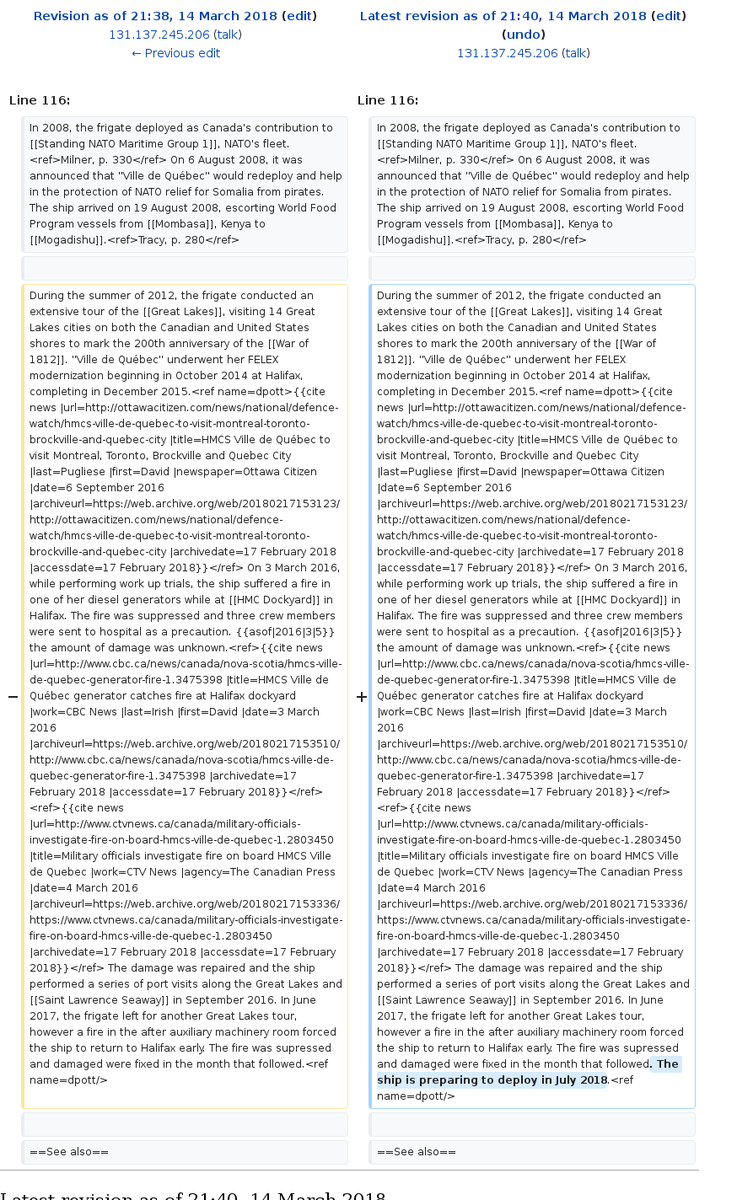 Revision as of 21:38, 14 March 2018 (edit)
131.137.245.206 (talk)
← Previous edit
Latest revision as of 21:40, 14 March 2018 (edit)
(undo)
131.137.245.206 (talk)
Line 116:
Line 116:
In 2008, the frigate deployed as Canada's contribution to
[[Standing NATO Maritime Group 1]], NATO's fleet.
<ref>Milner, p. 330</ref> On 6 August 2008, it was
announced that ''Ville de Québec'' would redeploy and help
in the protection of NATO relief for Somalia from pirates.
The ship arrived on 19 August 2008, escorting World Food
Program vessels from [[Mombasa]], Kenya to
[[Mogadishu]].<ref>Tracy, p. 280</ref>
In 2008, the frigate deployed as Canada's contribution to
[[Standing NATO Maritime Group 1]], NATO's fleet.
<ref>Milner, p. 330</ref> On 6 August 2008, it was
announced that ''Ville de Québec'' would redeploy and help
in the protection of NATO relief for Somalia from pirates.
The ship arrived on 19 August 2008, escorting World Food
Program vessels from [[Mombasa]], Kenya to
[[Mogadishu]].<ref>Tracy, p. 280</ref>
−
During the summer of 2012, the frigate conducted an
extensive tour of the [[Great Lakes]], visiting 14 Great
Lakes cities on both the Canadian and United States
shores to mark the 200th anniversary of the [[War of
1812]]. ''Ville de Québec'' underwent her FELEX
modernization beginning in October 2014 at Halifax,
completing in December 2015.<ref name=dpott>{{cite
news |url=http://ottawacitizen.com/news/national/defence-
watch/hmcs-ville-de-quebec-to-visit-montreal-toronto-
brockville-and-quebec-city |title=HMCS Ville de Québec to
visit Montreal, Toronto, Brockville and Quebec City
|last=Pugliese |first=David |newspaper=Ottawa Citizen
|date=6 September 2016
|archiveurl=https://web.archive.org/web/20180217153123/
http://ottawacitizen.com/news/national/defence-
watch/hmcs-ville-de-quebec-to-visit-montreal-toronto-
brockville-and-quebec-city |archivedate=17 February 2018
|accessdate=17 February 2018}}</ref> On 3 March 2016,
while performing work up trials, the ship suffered a fire in
one of her diesel generators while at [[HMC Dockyard]] in
Halifax. The fire was suppressed and three crew members
were sent to hospital as a precaution. {{asof|2016|3|5}}
the amount of damage was unknown.<ref>{{cite news
|url=http://www.cbc.ca/news/canada/nova-scotia/hmcs-ville-
de-quebec-generator-fire-1.3475398 |title=HMCS Ville de
Québec generator catches fire at Halifax dockyard
|work=CBC News |last=Irish |first=David |date=3 March
2016
|archiveurl=https://web.archive.org/web/20180217153510/
http://www.cbc.ca/news/canada/nova-scotia/hmcs-ville-de-
quebec-generator-fire-1.3475398 |archivedate=17
February 2018 |accessdate=17 February 2018}}</ref>
<ref>{{cite news
|url=http://www.ctvnews.ca/canada/military-officials-
investigate-fire-on-board-hmcs-ville-de-quebec-1.2803450
|title=Military officials investigate fire on board HMCS Ville
de Quebec |work=CTV News |agency=The Canadian Press
|date=4 March 2016
|archiveurl=https://web.archive.org/web/20180217153336/
https://www.ctvnews.ca/canada/military-officials-investigate-
fire-on-board-hmcs-ville-de-quebec-1.2803450
|archivedate=17 February 2018 |accessdate=17 February
2018}}</ref> The damage was repaired and the ship
performed a series of port visits along the Great Lakes and
[[Saint Lawrence Seaway]] in September 2016. In June
2017, the frigate left for another Great Lakes tour,
however a fire in the after auxiliary machinery room forced
the ship to return to Halifax early. The fire was supressed
and damaged were fixed in the month that followed.<ref
name=dpott/>
+
During the summer of 2012, the frigate conducted an
extensive tour of the [[Great Lakes]], visiting 14 Great
Lakes cities on both the Canadian and United States
shores to mark the 200th anniversary of the [[War of
1812]]. ''Ville de Québec'' underwent her FELEX
modernization beginning in October 2014 at Halifax,
completing in December 2015.<ref name=dpott>{{cite
news |url=http://ottawacitizen.com/news/national/defence-
watch/hmcs-ville-de-quebec-to-visit-montreal-toronto-
brockville-and-quebec-city |title=HMCS Ville de Québec to
visit Montreal, Toronto, Brockville and Quebec City
|last=Pugliese |first=David |newspaper=Ottawa Citizen
|date=6 September 2016
|archiveurl=https://web.archive.org/web/20180217153123/
http://ottawacitizen.com/news/national/defence-
watch/hmcs-ville-de-quebec-to-visit-montreal-toronto-
brockville-and-quebec-city |archivedate=17 February 2018
|accessdate=17 February 2018}}</ref> On 3 March 2016,
while performing work up trials, the ship suffered a fire in
one of her diesel generators while at [[HMC Dockyard]] in
Halifax. The fire was suppressed and three crew members
were sent to hospital as a precaution. {{asof|2016|3|5}}
the amount of damage was unknown.<ref>{{cite news
|url=http://www.cbc.ca/news/canada/nova-scotia/hmcs-ville-
de-quebec-generator-fire-1.3475398 |title=HMCS Ville de
Québec generator catches fire at Halifax dockyard
|work=CBC News |last=Irish |first=David |date=3 March
2016
|archiveurl=https://web.archive.org/web/20180217153510/
http://www.cbc.ca/news/canada/nova-scotia/hmcs-ville-de-
quebec-generator-fire-1.3475398 |archivedate=17
February 2018 |accessdate=17 February 2018}}</ref>
<ref>{{cite news
|url=http://www.ctvnews.ca/canada/military-officials-
investigate-fire-on-board-hmcs-ville-de-quebec-1.2803450
|title=Military officials investigate fire on board HMCS Ville
de Quebec |work=CTV News |agency=The Canadian Press
|date=4 March 2016
|archiveurl=https://web.archive.org/web/20180217153336/
https://www.ctvnews.ca/canada/military-officials-investigate-
fire-on-board-hmcs-ville-de-quebec-1.2803450
|archivedate=17 February 2018 |accessdate=17 February
2018}}</ref> The damage was repaired and the ship
performed a series of port visits along the Great Lakes and
[[Saint Lawrence Seaway]] in September 2016. In June
2017, the frigate left for another Great Lakes tour,
however a fire in the after auxiliary machinery room forced
the ship to return to Halifax early. The fire was supressed
and damaged were fixed in the month that followed. The
ship is preparing to deploy in July 2018.<ref
name=dpott/>
==See also==
==See also==
Latest revision as of 21:40, 14 March 2018